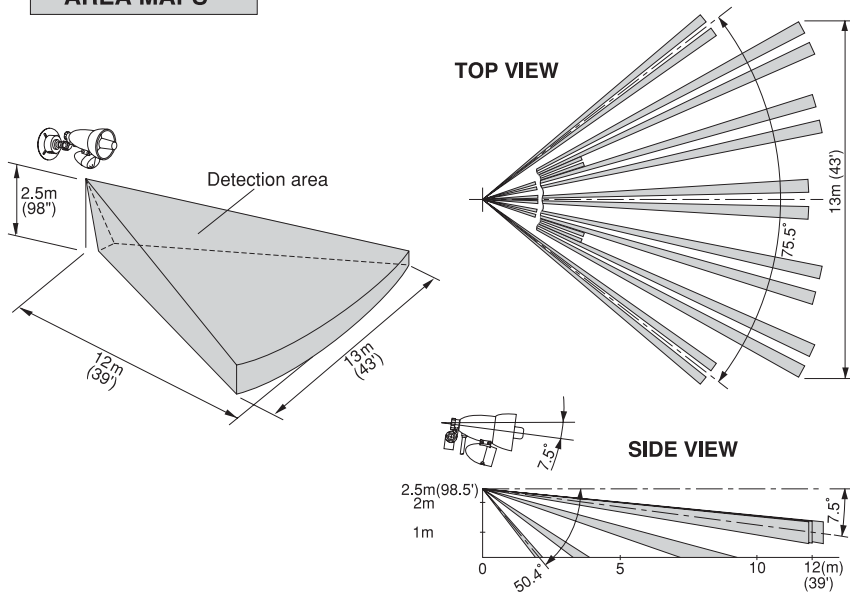 AREA MAPS
TOP VIEW
Detection area
2.5m
(98")
12m
(39')
13m
(43')
75.5°
13m (43')
7.5°
SIDE VIEW
2.5m(98.5')
2m
1m
7.5°
50.4°
0
5
10
12(m)
(39')